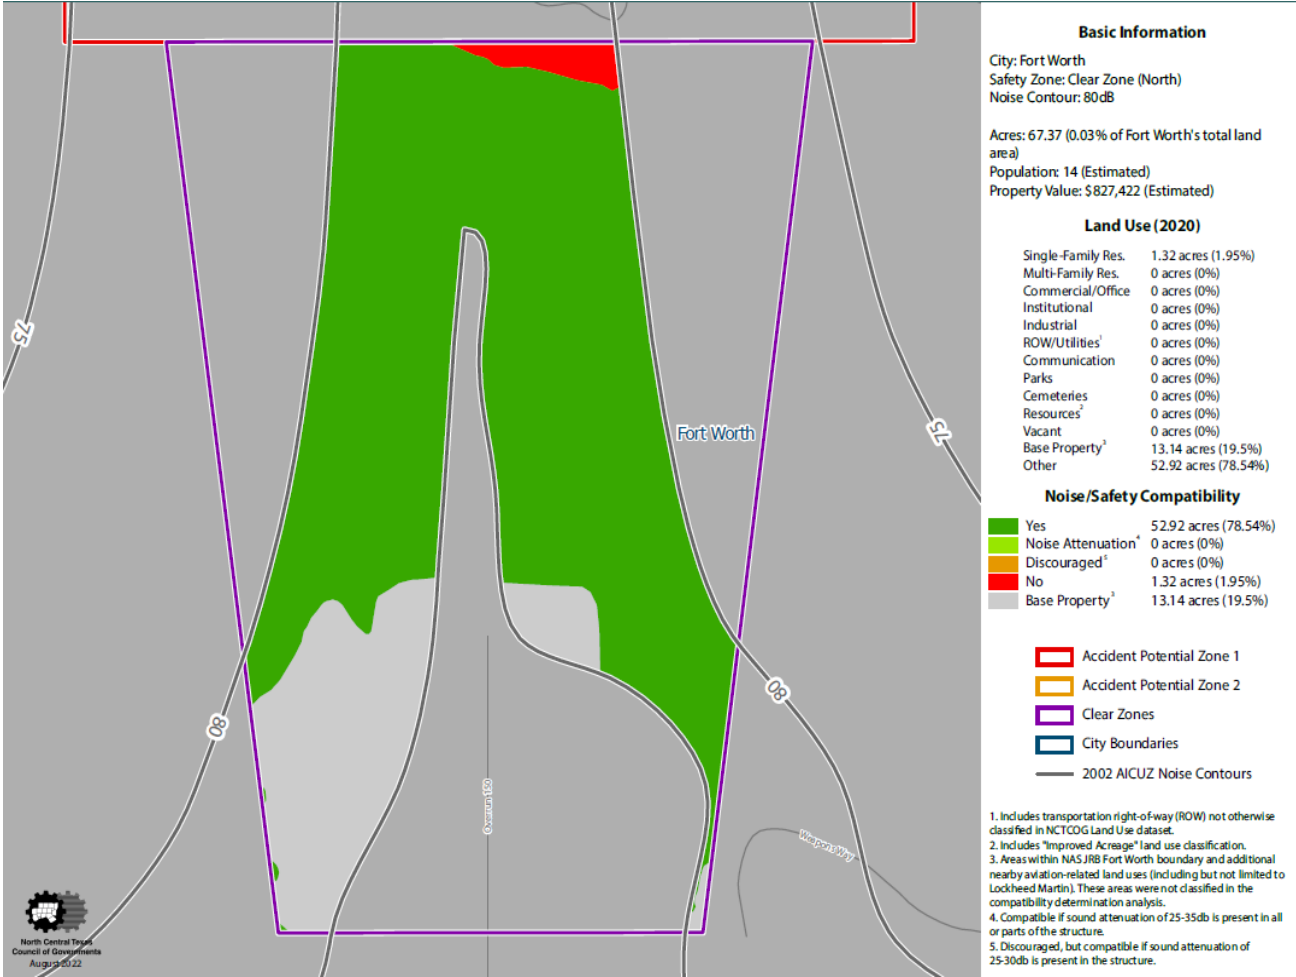 Basic Information
City: Fort Worth
Safety Zone: Clear Zone (North)
Noise Contour: 80dB
Acres: 67.37 (0.03% of Fort Worth's total land
area)
Population: 14 (Estimated)
Property Value: $827,422 (Estimated)
Land Use (2020)
Single-Family Res. 1.32 acres (1.95%)
Multi-Family Res. 0 acres (0%)
Commercial/Office 0 acres (0%)
Institutional 0 acres (0%)
Industrial 0 acres (0%)
ROW/Utilities¹ 0 acres (0%)
Communication 0 acres (0%)
Parks 0 acres (0%)
Cemeteries 0 acres (0%)
Resources² 0 acres (0%)
Vacant 0 acres (0%)
Base Property³ 13.14 acres (19.5%)
Other 52.92 acres (78.54%)
Noise/Safety Compatibility
Yes 52.92 acres (78.54%)
Noise Attenuation⁴ 0 acres (0%)
Discouraged⁵ 0 acres (0%)
No 1.32 acres (1.95%)
Base Property³ 13.14 acres (19.5%)
Accident Potential Zone 1
Accident Potential Zone 2
Clear Zones
City Boundaries
2002 AICUZ Noise Contours
1. Includes transportation right-of-way (ROW) not otherwise
classified in NCTCOG Land Use dataset.
2. Includes "Improved Acreage" land use classification.
3. Areas within NAS JRB Fort Worth boundary and additional
nearby aviation-related land uses (including but not limited to
Lockheed Martin). These areas were not classified in the
compatibility determination analysis.
4. Compatible if sound attenuation of 25-35db is present in all
or parts of the structure.
5. Discouraged, but compatible if sound attenuation of
25-30db is present in the structure.
75
75
Fort Worth
80
80
Overrun 150
Weapons Way
North Central Texas
Council of Governments
August 2022